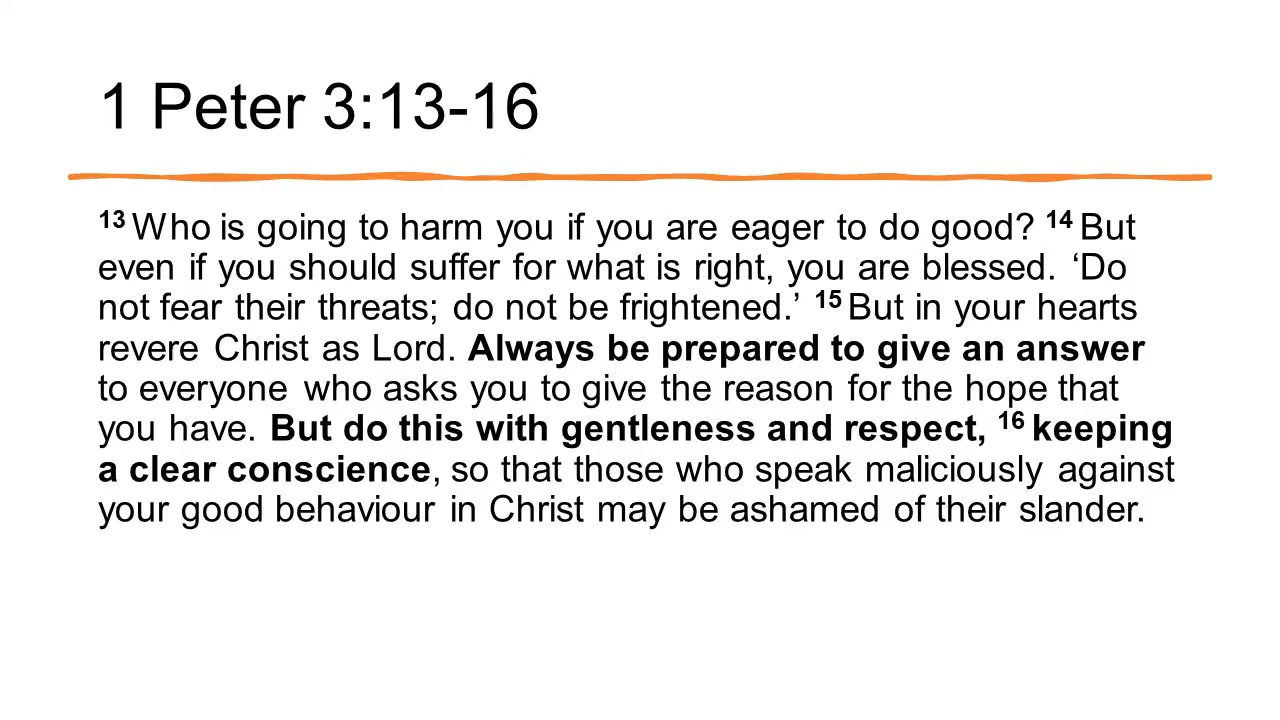 1 Peter 3:13-16
13 Who is going to harm you if you are eager to do good? 14 But
even if you should suffer for what is right, you are blessed. ‘Do
not fear their threats; do not be frightened.’ 15 But in your hearts
revere Christ as Lord. Always be prepared to give an answer
to everyone who asks you to give the reason for the hope that
you have. But do this with gentleness and respect, 16 keeping
a clear conscience, so that those who speak maliciously against
your good behaviour in Christ may be ashamed of their slander.